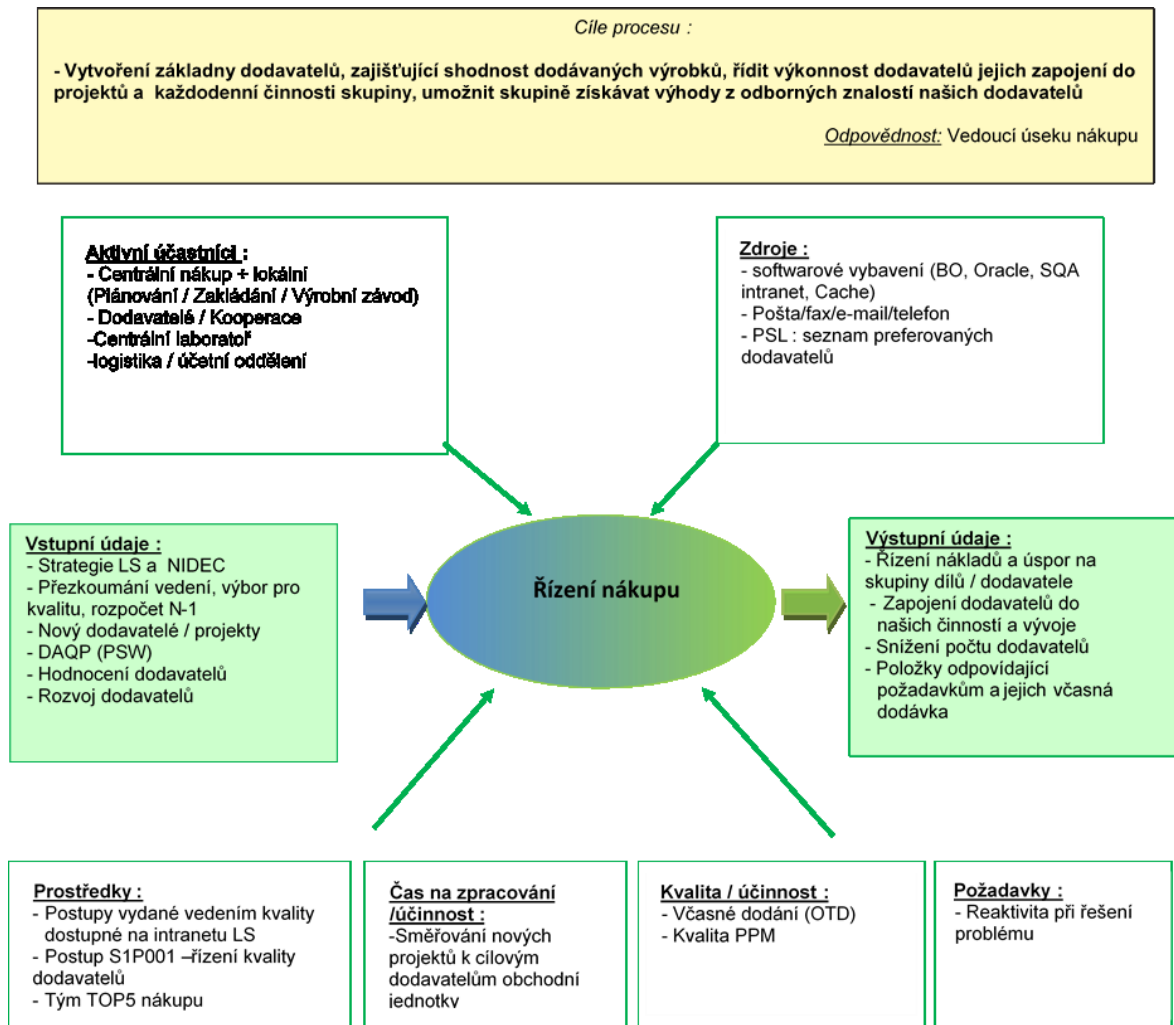 Cíle procesu :
- Vytvoření základny dodavatelů, zajišťující shodnost dodávaných výrobků, řídit výkonnost dodavatelů jejich zapojení do
projektů a každodenní činnosti skupiny, umožnit skupině získávat výhody z odborných znalostí našich dodavatelů
Odpovědnost: Vedoucí úseku nákupu
Aktivní účastníci :
- Centrální nákup + lokální
(Plánování / Zakládání / Výrobní závod)
- Dodavatelé / Kooperace
-Centrální laboratoř
-logistika / účetní oddělení
Zdroje :
- softwarové vybavení (BO, Oracle, SQA
intranet, Cache)
- Pošta/fax/e-mail/telefon
- PSL : seznam preferovaných
dodavatelů
Vstupní údaje :
- Strategie LS a NIDEC
- Přezkoumání vedení, výbor pro
kvalitu, rozpočet N-1
- Nový dodavatelé / projekty
- DAQP (PSW)
- Hodnocení dodavatelů
- Rozvoj dodavatelů
Řízení nákupu
Výstupní údaje :
- Řízení nákladů a úspor na
skupiny dílů / dodavatele
- Zapojení dodavatelů do
našich činností a vývoje
- Snížení počtu dodavatelů
- Položky odpovídající
požadavkům a jejich včasná
dodávka
Prostředky :
- Postupy vydané vedením kvality
dostupné na intranetu LS
- Postup S1P001 –řízení kvality
dodavatelů
- Tým TOP5 nákupu
Čas na zpracování
/účinnost :
-Směřování nových
projektů k cílovým
dodavatelům obchodní
jednotky
Kvalita / účinnost :
- Včasné dodání (OTD)
- Kvalita PPM
Požadavky :
- Reaktivita při řešení
problému